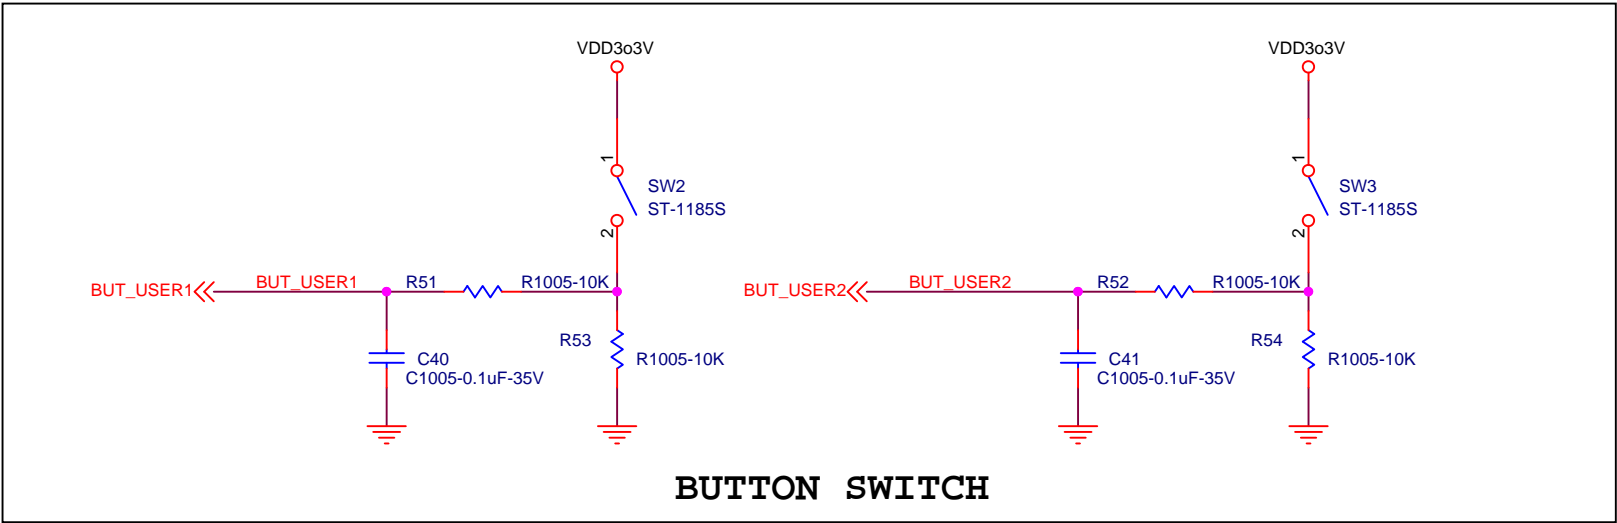 VDD3o3V
VDD3o3V
1
SW2
ST-1185S
2
1
SW3
ST-1185S
2
BUT_USER1
BUT_USER1
R51
R1005-10K
BUT_USER2
BUT_USER2
R52
R1005-10K
R53
R1005-10K
C40
C1005-0.1uF-35V
R54
R1005-10K
C41
C1005-0.1uF-35V
BUTTON SWITCH